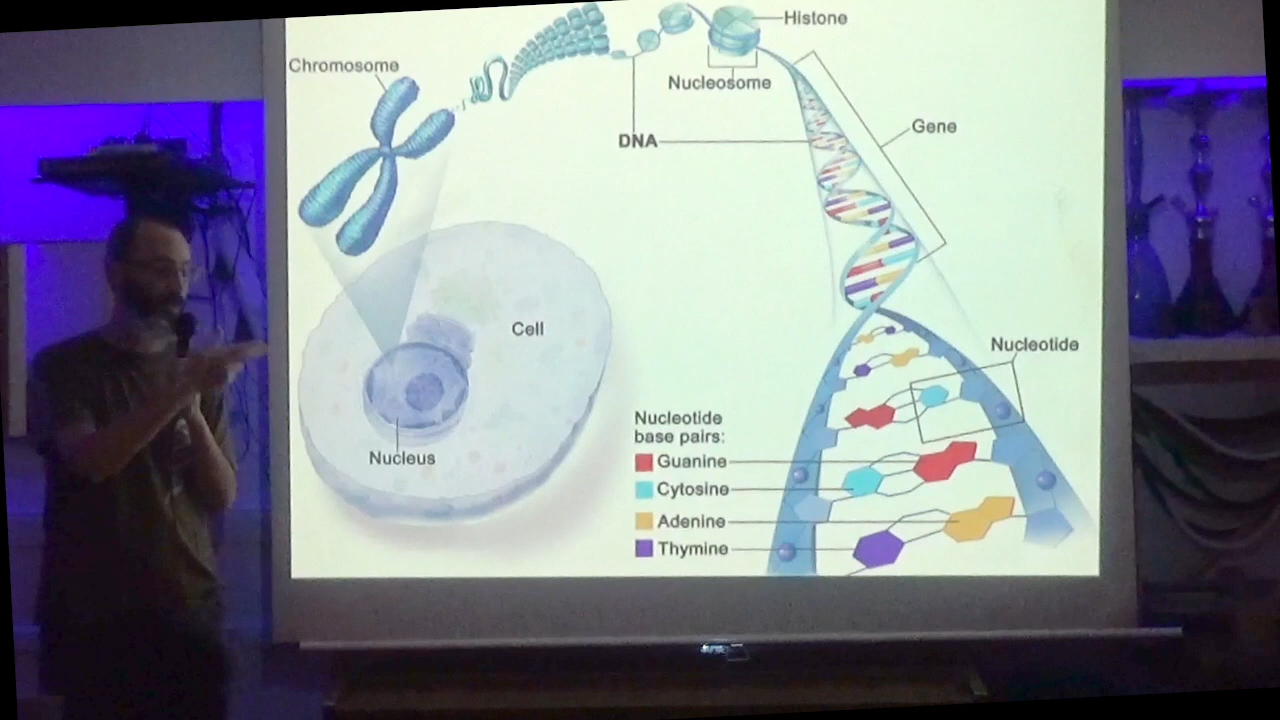 Histone
Chromosome
Nucleosome
Gene
DNA
Cell
Nucleotide
Nucleotide
base pairs:
Guanine
Nucleus
Cytosine
Adenine
Thymine